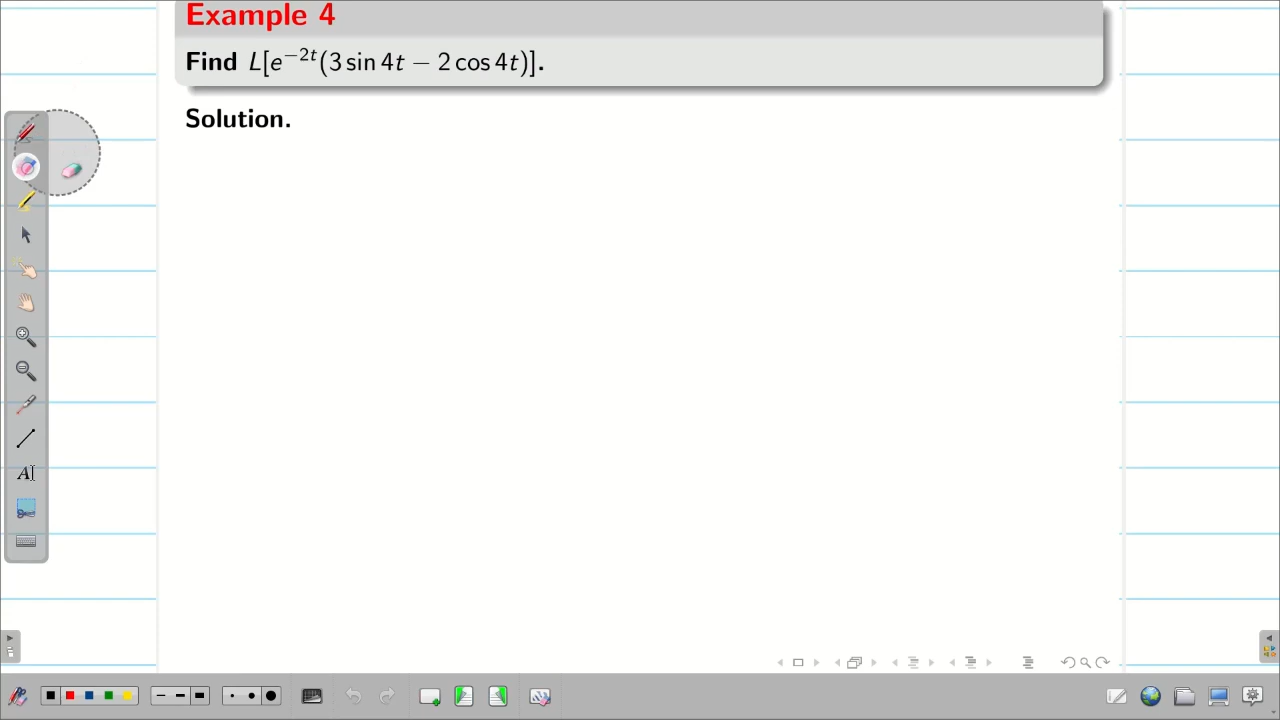 Example 4
Find L[e^{-2t}(3 sin 4t − 2 cos 4t)].
Solution.
A